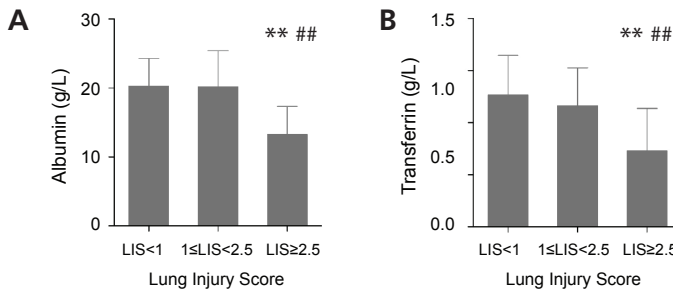 A
30
** ##
20
10
0
Albumin (g/L)
LIS<1 1≤LIS<2.5 LIS≥2.5
Lung Injury Score
B
1.5
** ##
1.0
0.5
0.0
Transferrin (g/L)
LIS<1 1≤LIS<2.5 LIS≥2.5
Lung Injury Score